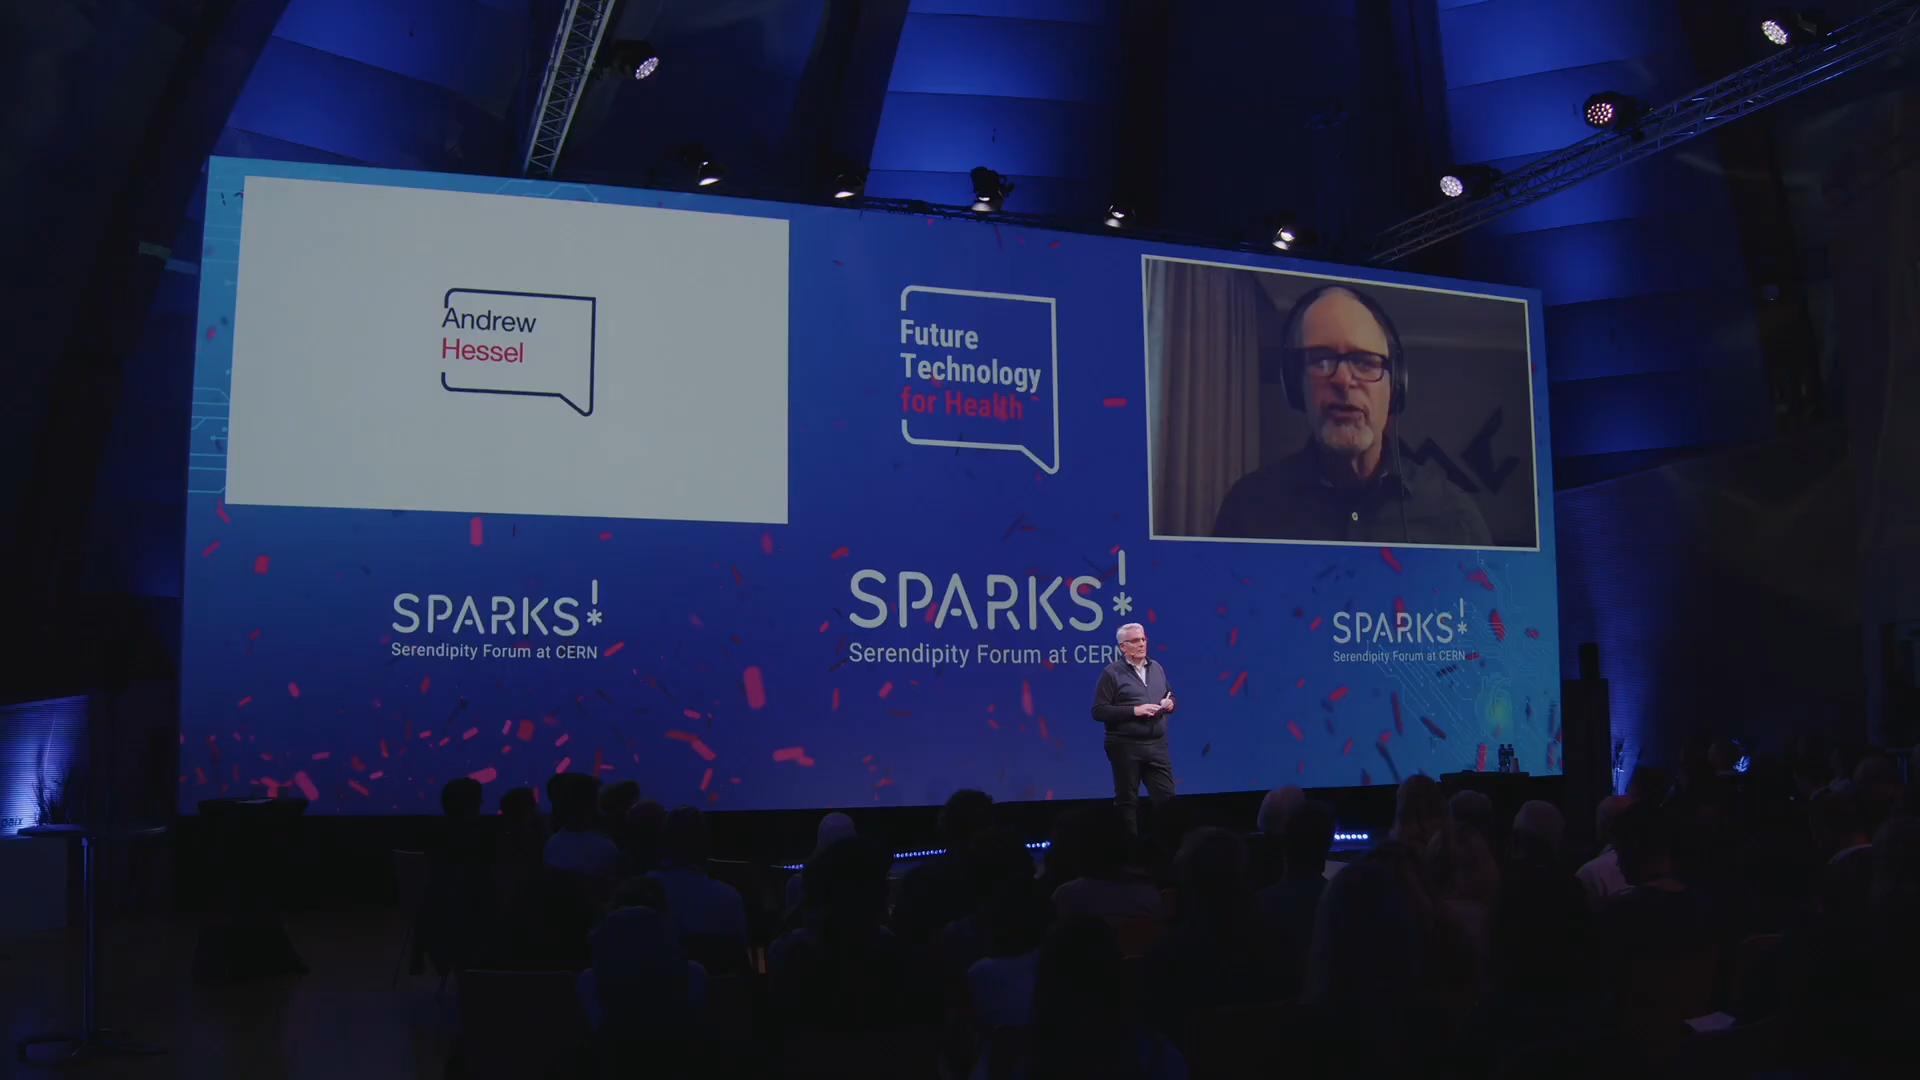 Andrew
Hessel
Future
Technology
for Health
SPARKS!
Serendipity Forum at CERN
SPARKS!
Serendipity Forum at CERN
SPARKS!
Serendipity Forum at CERN
paix